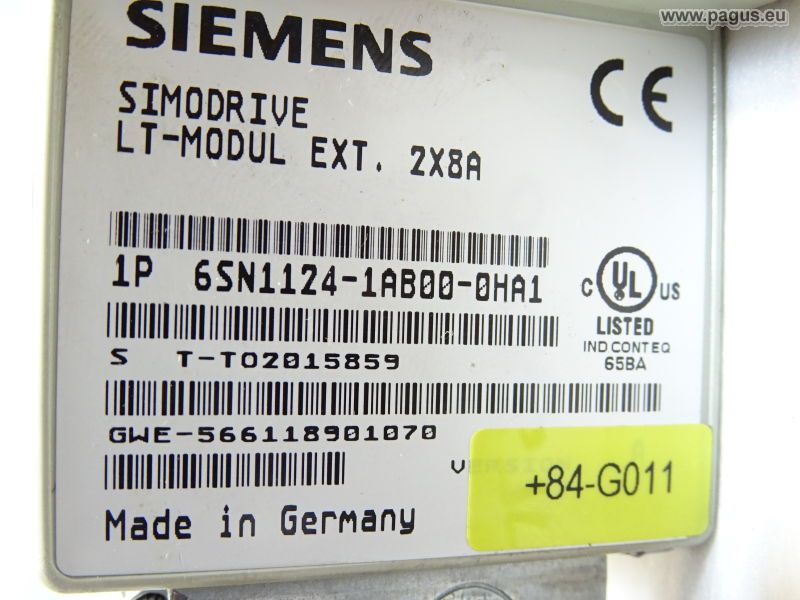 www.pagus.eu
SIEMENS
CE
SIMODRIVE
LT-MODUL EXT. 2X8A
1P 6SN1124-1AB00-0HA1
C UL US
LISTED
IND CONT EQ
65BA
S T-T02015859
GWE-566118901070
VERSION A
+84-G011
Made in Germany